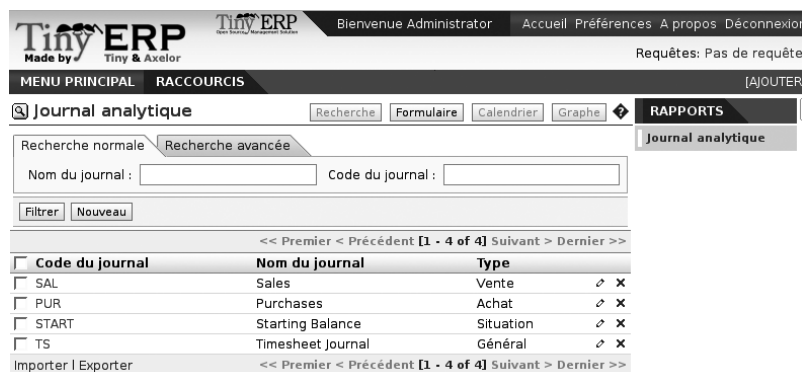 Tiny ERP
Made by Tiny & Axelor
Tiny ERP
Open Source Management Solution
Bienvenue Administrator
Accueil Préférences A propos Déconnexion
Requêtes: Pas de requête
MENU PRINCIPAL RACCOURCIS
[AJOUTER
Journal analytique
Recherche Formulaire Calendrier Graphe
RAPPORTS
Journal analytique
Recherche normale Recherche avancée
Nom du journal : Code du journal :
Filtrer Nouveau
<< Premier < Précédent [1 - 4 of 4] Suivant > Dernier >>
Code du journal Nom du journal Type
SAL Sales Vente
PUR Purchases Achat
START Starting Balance Situation
TS Timesheet Journal Général
Importer | Exporter << Premier < Précédent [1 - 4 of 4] Suivant > Dernier >>